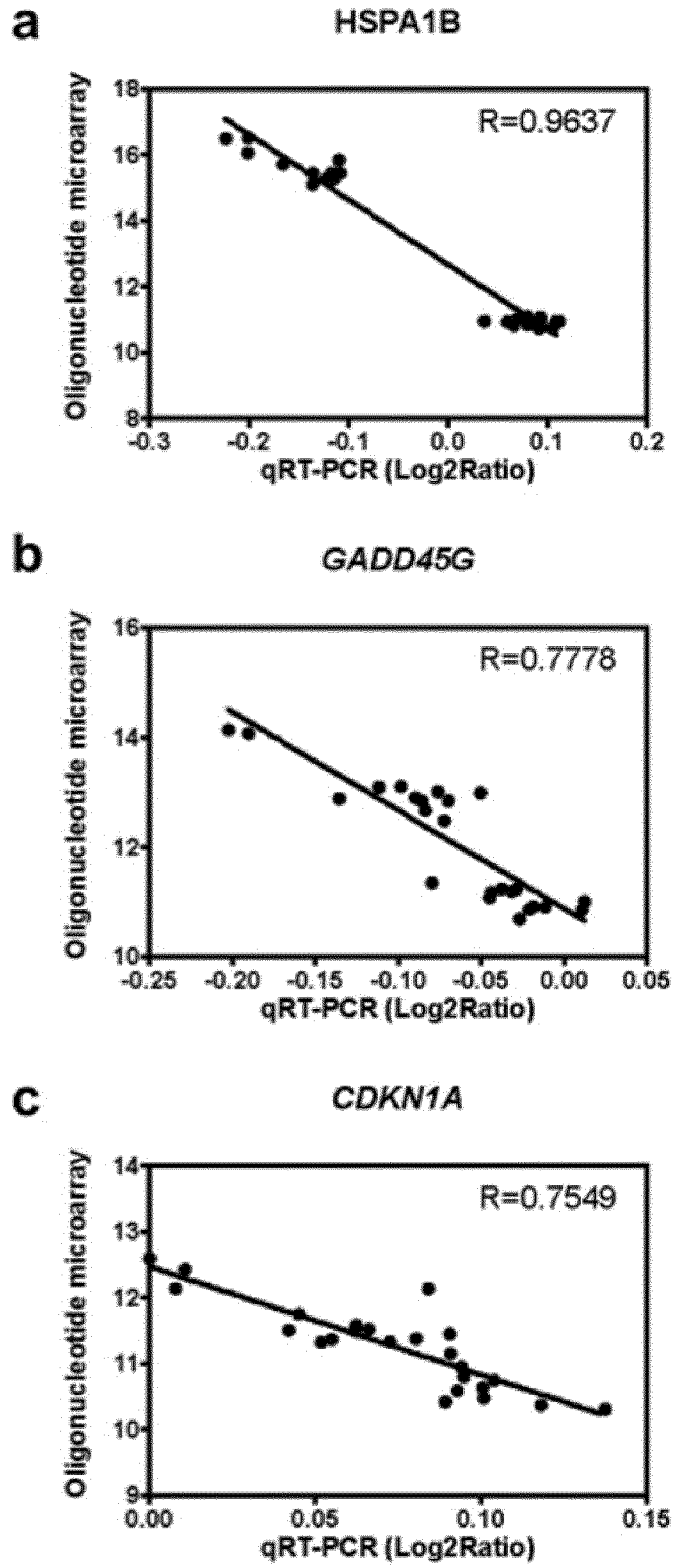 a
HSPA1B
R=0.9637
Oligonucleotide microarray
18
16
14
12
10
8
-0.3 -0.2 -0.1 0.0 0.1 0.2
qRT-PCR (Log2Ratio)
b
GADD45G
R=0.7778
Oligonucleotide microarray
16
14
12
10
-0.25 -0.20 -0.15 -0.10 -0.05 0.00 0.05
qRT-PCR (Log2Ratio)
c
CDKN1A
R=0.7549
Oligonucleotide microarray
14
13
12
11
10
9
0.00 0.05 0.10 0.15
qRT-PCR (Log2Ratio)